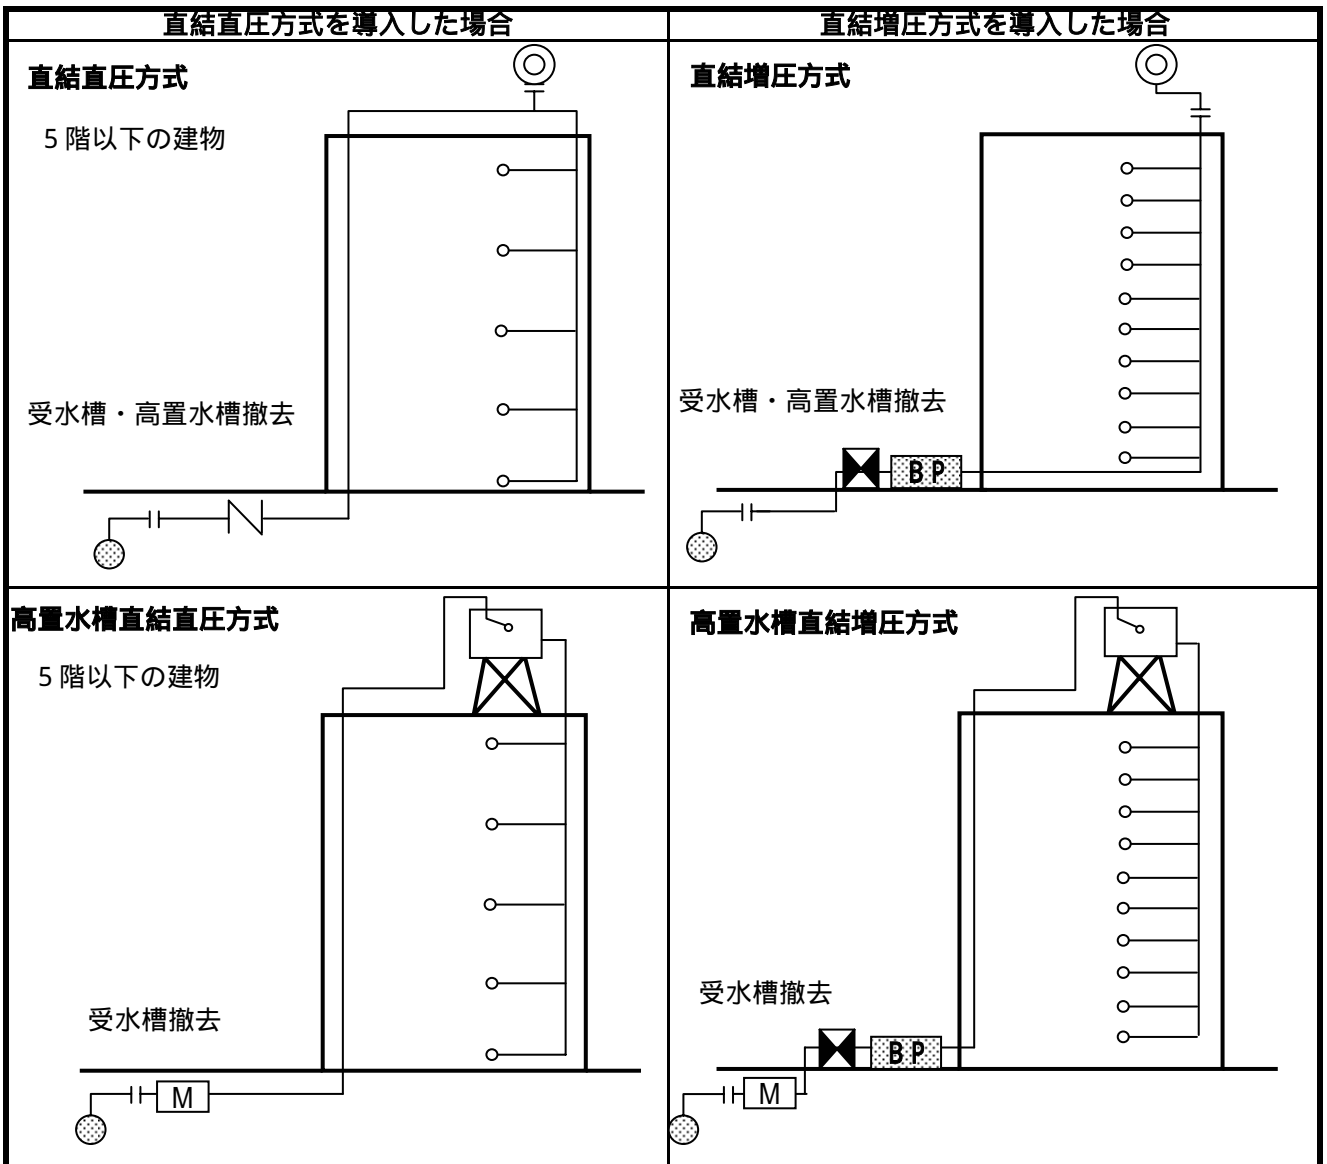 直結直圧方式を導入した場合
直結増圧方式を導入した場合
直結直圧方式
5階以下の建物
受水槽・高置水槽撤去
直結増圧方式
受水槽・高置水槽撤去
BP
高置水槽直結直圧方式
5階以下の建物
受水槽撤去
M
高置水槽直結増圧方式
受水槽撤去
BP
M